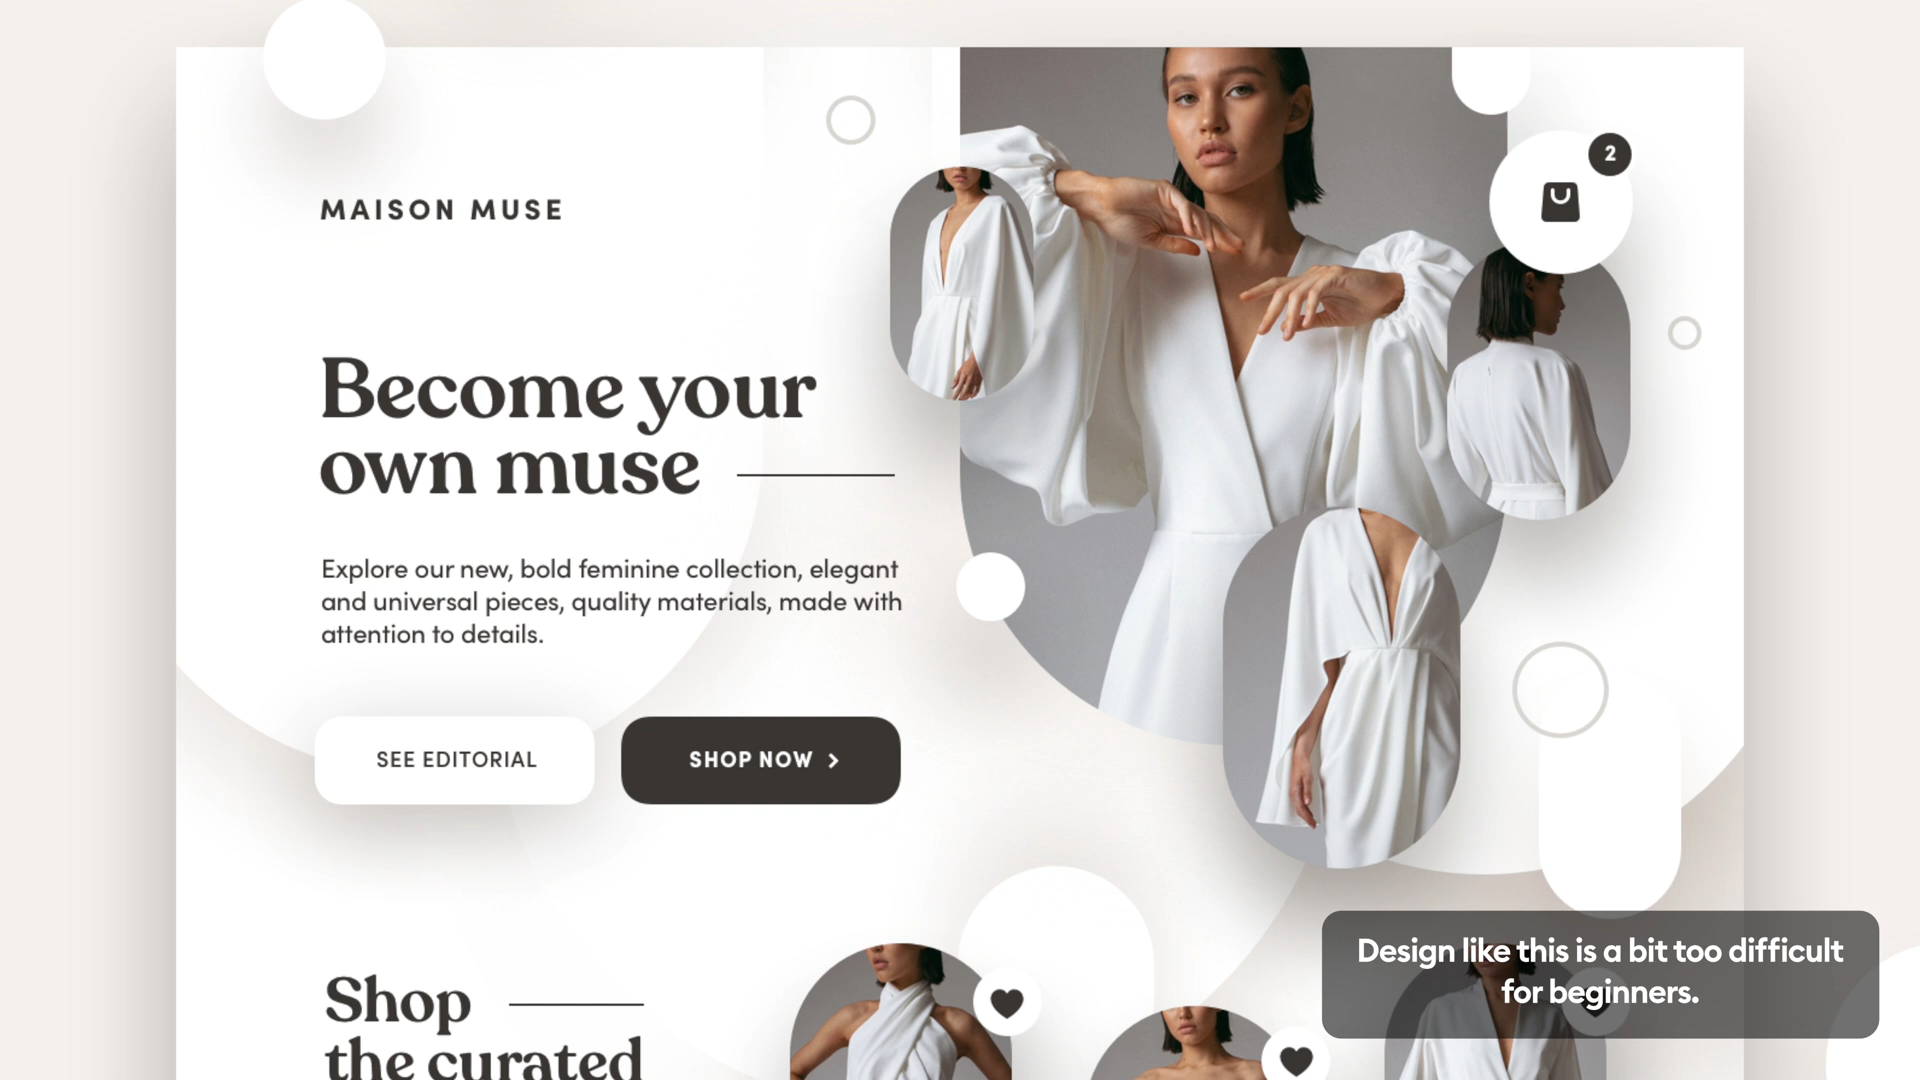 MAISON MUSE
2
Become your
own muse
Explore our new, bold feminine collection, elegant
and universal pieces, quality materials, made with
attention to details.
SEE EDITORIAL
SHOP NOW
Shop
the curated
Design like this is a bit too difficult
for beginners.